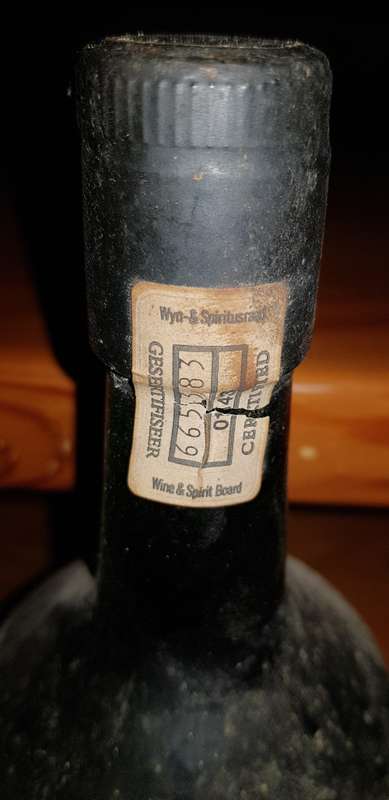 Wyn-& Spiritusraad
GESERTIFISEER
665383
CERTIFIED
Wine & Spirit Board